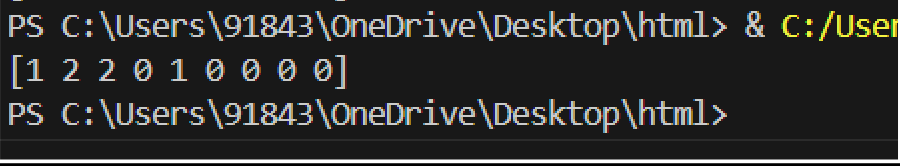 PS C:\Users\91843\OneDrive\Desktop\html> & C:/User
[1 2 2 0 1 0 0 0 0]
PS C:\Users\91843\OneDrive\Desktop\html>